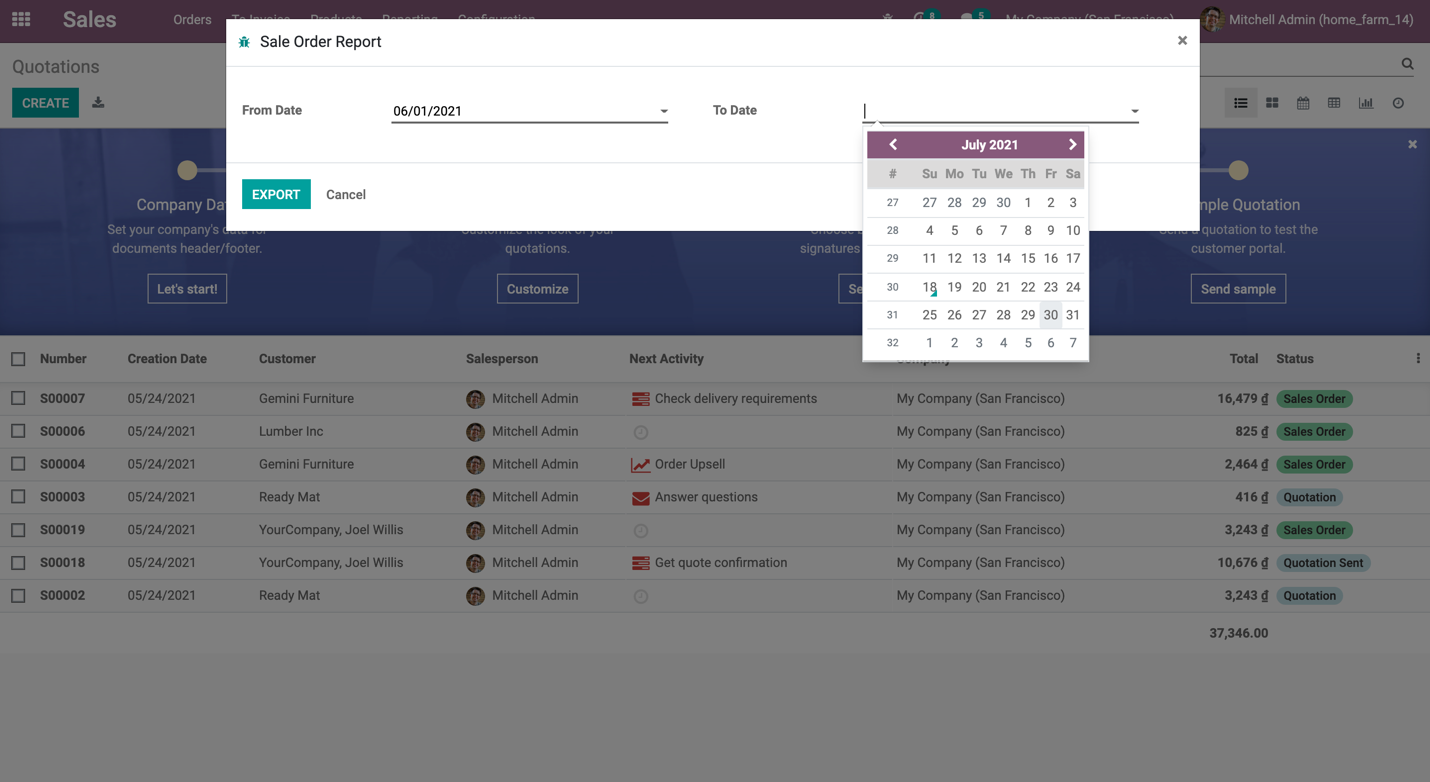 Sales Orders To Invoice Products Reporting Configuration 8 5 My Company (San Francisco) Mitchell Admin (home_farm_14)
Sale Order Report ×
Quotations
CREATE
From Date 06/01/2021 To Date
July 2021
# Su Mo Tu We Th Fr Sa
27 27 28 29 30 1 2 3
28 4 5 6 7 8 9 10
29 11 12 13 14 15 16 17
30 18 19 20 21 22 23 24
31 25 26 27 28 29 30 31
32 1 2 3 4 5 6 7
EXPORT Cancel
Company Data
Set your company's data for
documents header/footer.
Let's start!
Customize the look of your
quotations.
Customize
signatures
Se
Sample Quotation
Send a quotation to test the
customer portal.
Send sample
Number Creation Date Customer Salesperson Next Activity Company Total Status
S00007 05/24/2021 Gemini Furniture Mitchell Admin Check delivery requirements My Company (San Francisco) 16,479 ₫ Sales Order
S00006 05/24/2021 Lumber Inc Mitchell Admin My Company (San Francisco) 825 ₫ Sales Order
S00004 05/24/2021 Gemini Furniture Mitchell Admin Order Upsell My Company (San Francisco) 2,464 ₫ Sales Order
S00003 05/24/2021 Ready Mat Mitchell Admin Answer questions My Company (San Francisco) 416 ₫ Quotation
S00019 05/24/2021 YourCompany, Joel Willis Mitchell Admin My Company (San Francisco) 3,243 ₫ Sales Order
S00018 05/24/2021 YourCompany, Joel Willis Mitchell Admin Get quote confirmation My Company (San Francisco) 10,676 ₫ Quotation Sent
S00002 05/24/2021 Ready Mat Mitchell Admin My Company (San Francisco) 3,243 ₫ Quotation
37,346.00